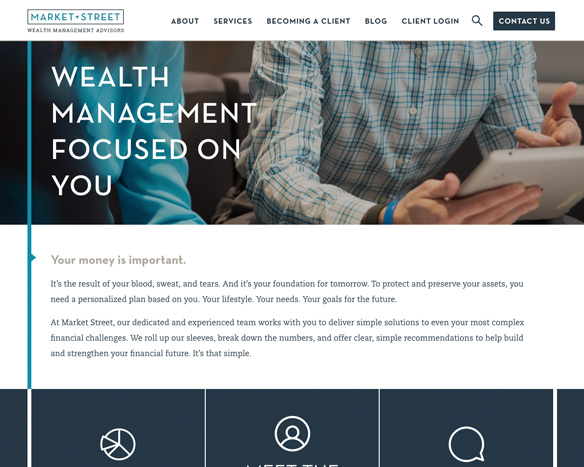 MARKET STREET
WEALTH MANAGEMENT ADVISORS
ABOUT SERVICES BECOMING A CLIENT BLOG CLIENT LOGIN CONTACT US
WEALTH
MANAGEMENT
FOCUSED ON
YOU
Your money is important.
It's the result of your blood, sweat, and tears. And it's your foundation for tomorrow. To protect and preserve your assets, you
need a personalized plan based on you. Your lifestyle. Your needs. Your goals for the future.
At Market Street, our dedicated and experienced team works with you to deliver simple solutions to even your most complex
financial challenges. We roll up our sleeves, break down the numbers, and offer clear, simple recommendations to help build
and strengthen your financial future. It's that simple.
MEET THE